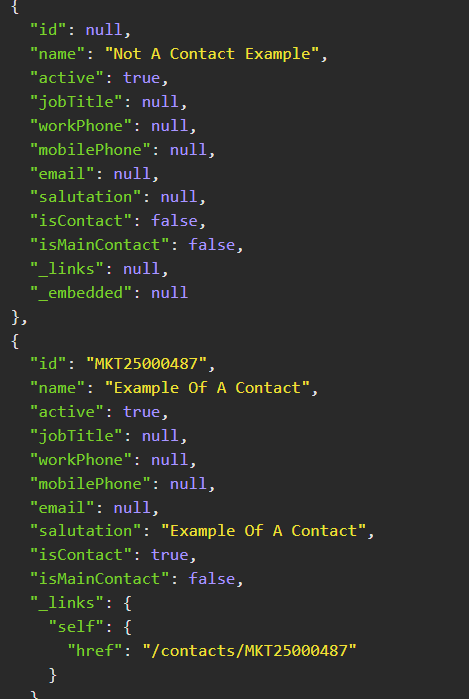 {
"id": null,
"name": "Not A Contact Example",
"active": true,
"jobTitle": null,
"workPhone": null,
"mobilePhone": null,
"email": null,
"salutation": null,
"isContact": false,
"isMainContact": false,
"_links": null,
"_embedded": null
},
{
"id": "MKT25000487",
"name": "Example Of A Contact",
"active": true,
"jobTitle": null,
"workPhone": null,
"mobilePhone": null,
"email": null,
"salutation": "Example Of A Contact",
"isContact": true,
"isMainContact": false,
"_links": {
"self": {
"href": "/contacts/MKT25000487"
}
}